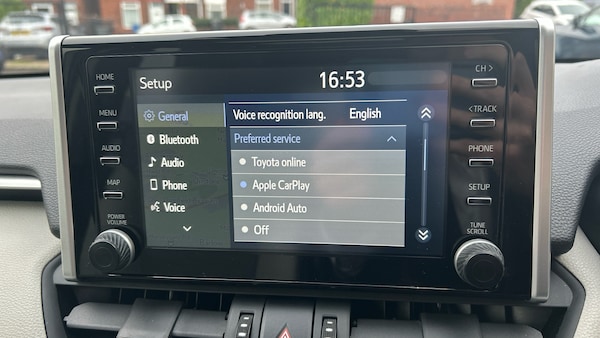 Setup 16:53
General
Bluetooth
Audio
Phone
Voice
Voice recognition lang. English
Preferred service
Toyota online
Apple CarPlay
Android Auto
Off
HOME
MENU
AUDIO
MAP
POWER
VOLUME
CH >
< TRACK
PHONE
SETUP
TUNE
SCROLL